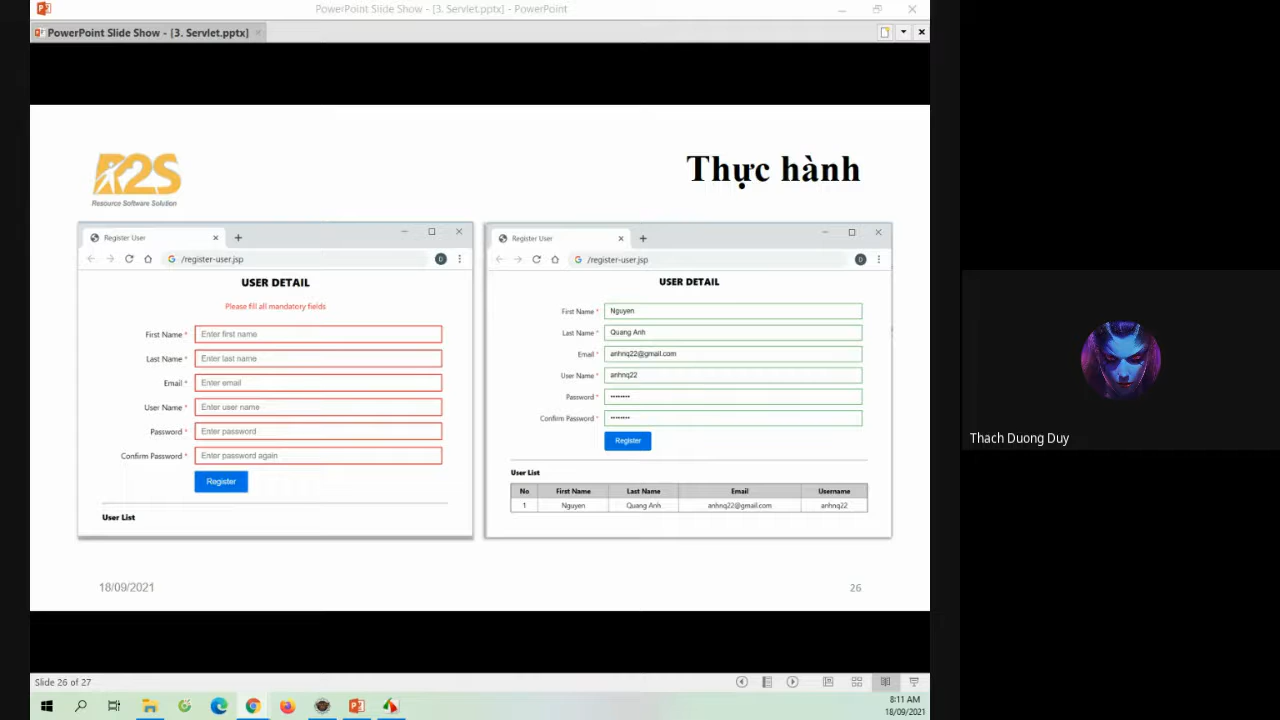 PowerPoint Slide Show - [3. Servlet.pptx] - PowerPoint
PowerPoint Slide Show - [3. Servlet.pptx]
R2S
Resource Software Solution
Thực hành
Register User
/register-user.jsp
D
USER DETAIL
Please fill all mandatory fields
First Name * Enter first name
Last Name * Enter last name
Email * Enter email
User Name * Enter user name
Password * Enter password
Confirm Password * Enter password again
Register
User List
Register User
/register-user.jsp
D
USER DETAIL
First Name * Nguyen
Last Name * Quang Anh
Email * anhnq22@gmail.com
User Name * anhnq22
Password * ••••••••
Confirm Password * ••••••••
Register
User List
No First Name Last Name Email Username
1 Nguyen Quang Anh anhnq22@gmail.com anhnq22
18/09/2021
26
Thach Duong Duy
Slide 26 of 27
8:11 AM
18/09/2021